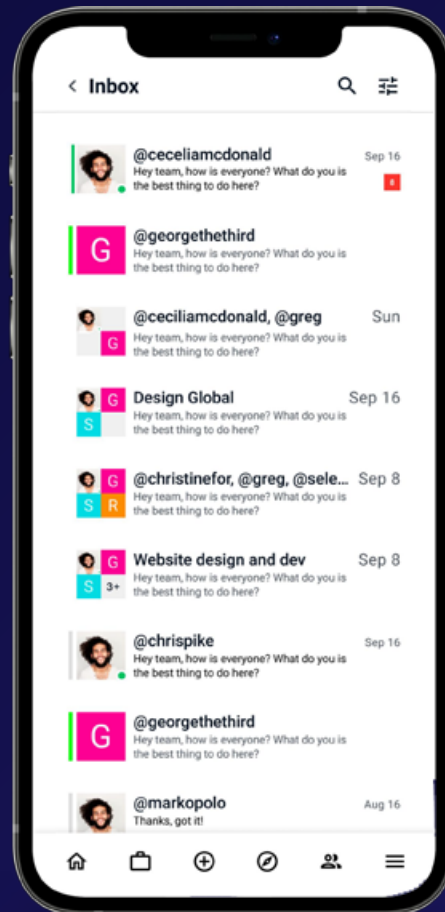 Inbox
@ceceliamcdonald
Sep 16
Hey team, how is everyone? What do you is
the best thing to do here?
G
@georgethethird
Hey team, how is everyone? What do you is
the best thing to do here?
@ceciliamcdonald, @greg
Sun
G
Hey team, how is everyone? What do you is
the best thing to do here?
G
Design Global
Sep 16
S
Hey team, how is everyone? What do you is
the best thing to do here?
G
@christinefor, @greg, @sele...
Sep 8
S R
Hey team, how is everyone? What do you is
the best thing to do here?
G
Website design and dev
Sep 8
S 3+
Hey team, how is everyone? What do you is
the best thing to do here?
@chrispike
Sep 16
Hey team, how is everyone? What do you is
the best thing to do here?
G
@georgethethird
Hey team, how is everyone? What do you is
the best thing to do here?
@markopolo
Aug 16
Thanks, got it!